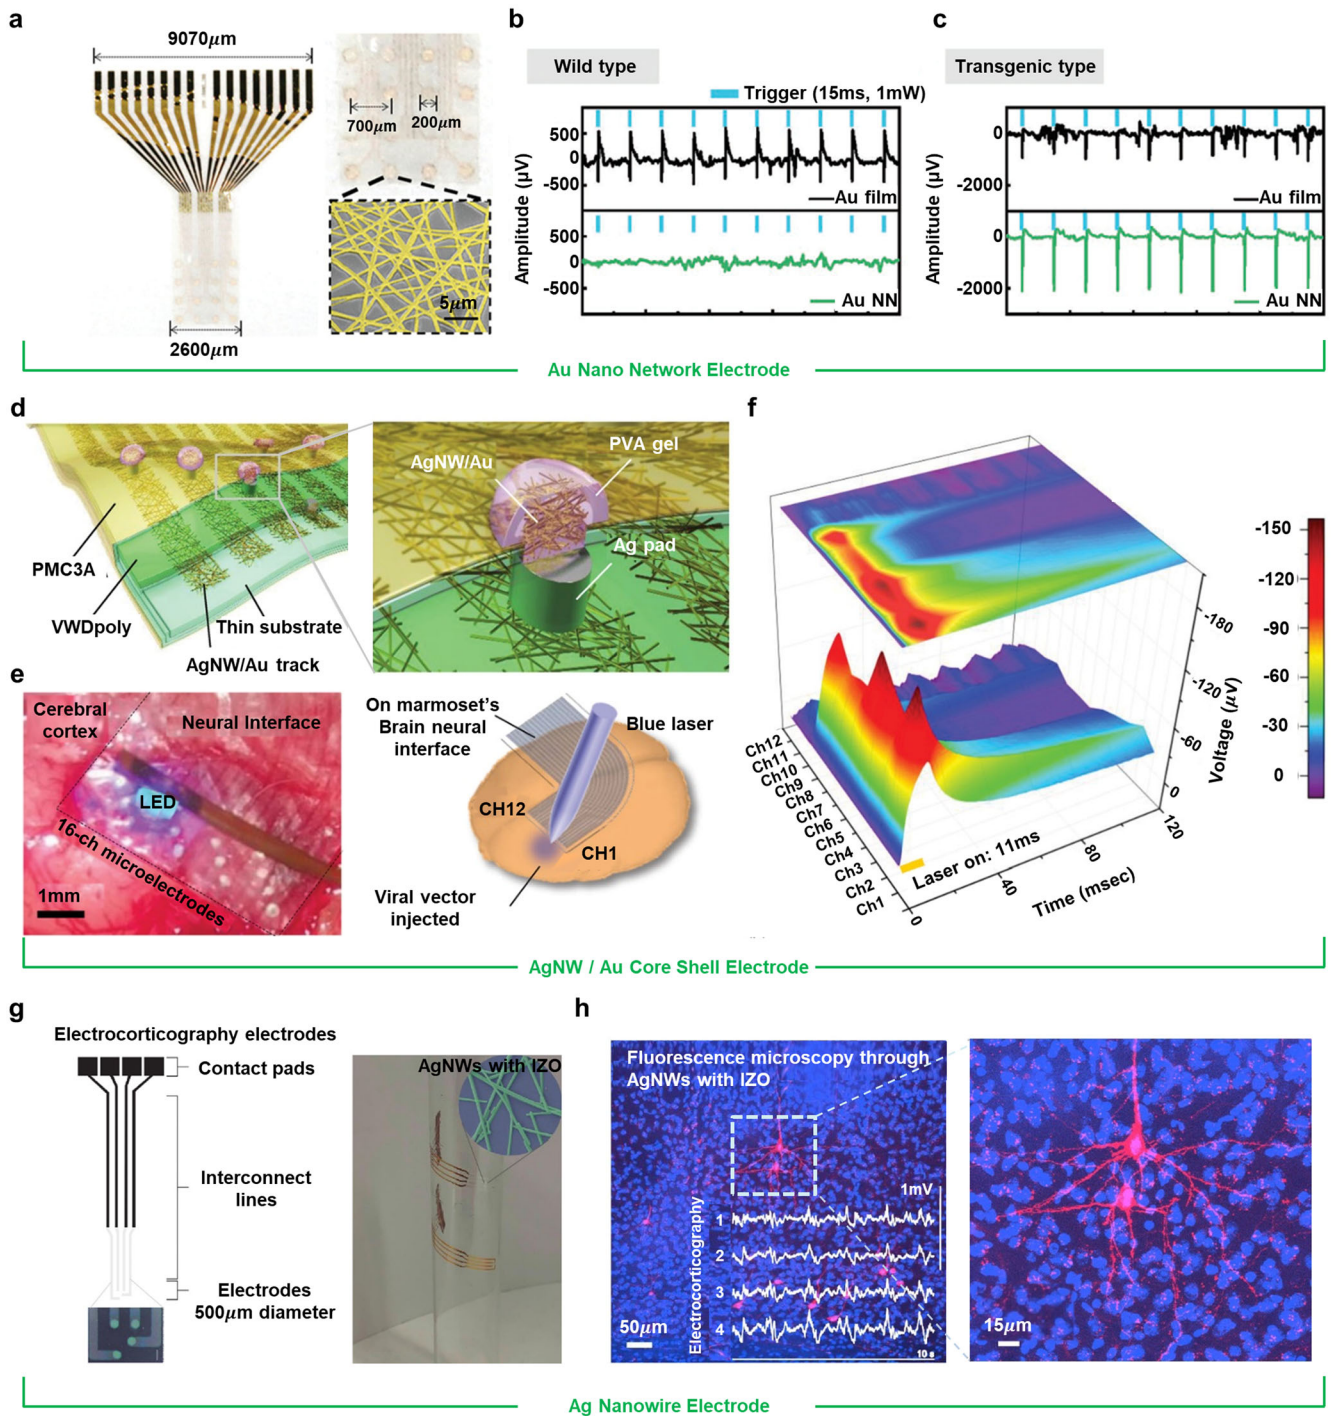 a
9070μm
700μm
200μm
5μm
2600μm
b
Wild type
Trigger (15ms, 1mW)
Amplitude (μV)
500
0
-500
Au film
500
0
-500
Au NN
c
Transgenic type
Amplitude (μV)
0
-2000
Au film
0
-2000
Au NN
Au Nano Network Electrode
d
PMC3A
VWDpoly
Thin substrate
AgNW/Au track
AgNW/Au
PVA gel
Ag pad
e
Cerebral
cortex
Neural Interface
LED
16-ch microelectrodes
1mm
On marmoset's
Brain neural
interface
Blue laser
CH12
CH1
Viral vector
injected
f
-150
-120
-90
-60
-30
0
-180
-120
-60
0
Voltage (μV)
Ch12
Ch11
Ch10
Ch9
Ch8
Ch7
Ch6
Ch5
Ch4
Ch3
Ch2
Ch1
Laser on: 11ms
0
40
80
120
Time (msec)
AgNW / Au Core Shell Electrode
g
Electrocorticography electrodes
Contact pads
Interconnect
lines
Electrodes
500μm diameter
AgNWs with IZO
h
Fluorescence microscopy through
AgNWs with IZO
1mV
Electrocorticography
1
2
3
4
50μm
10 s
15μm
Ag Nanowire Electrode